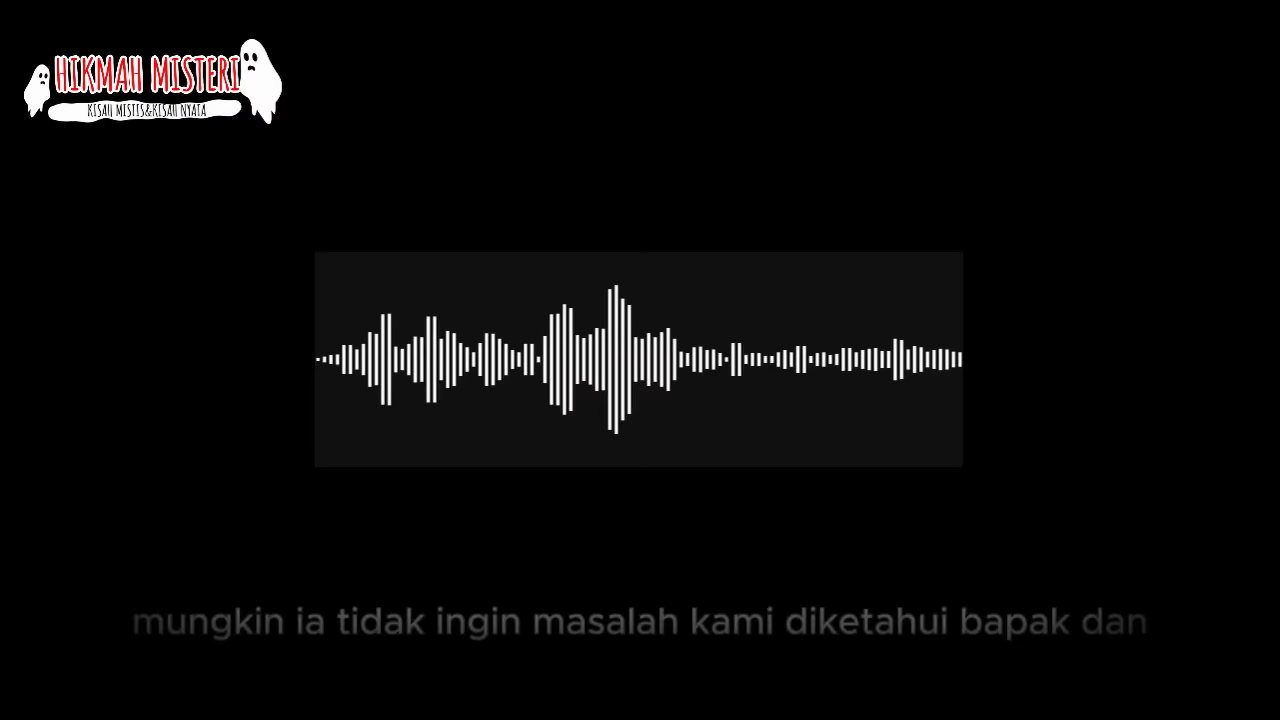 HIKMAH MISTERI
KISAH MISTIS&KISAH NYATA
mungkin ia tidak ingin masalah kami diketahui bapak dan